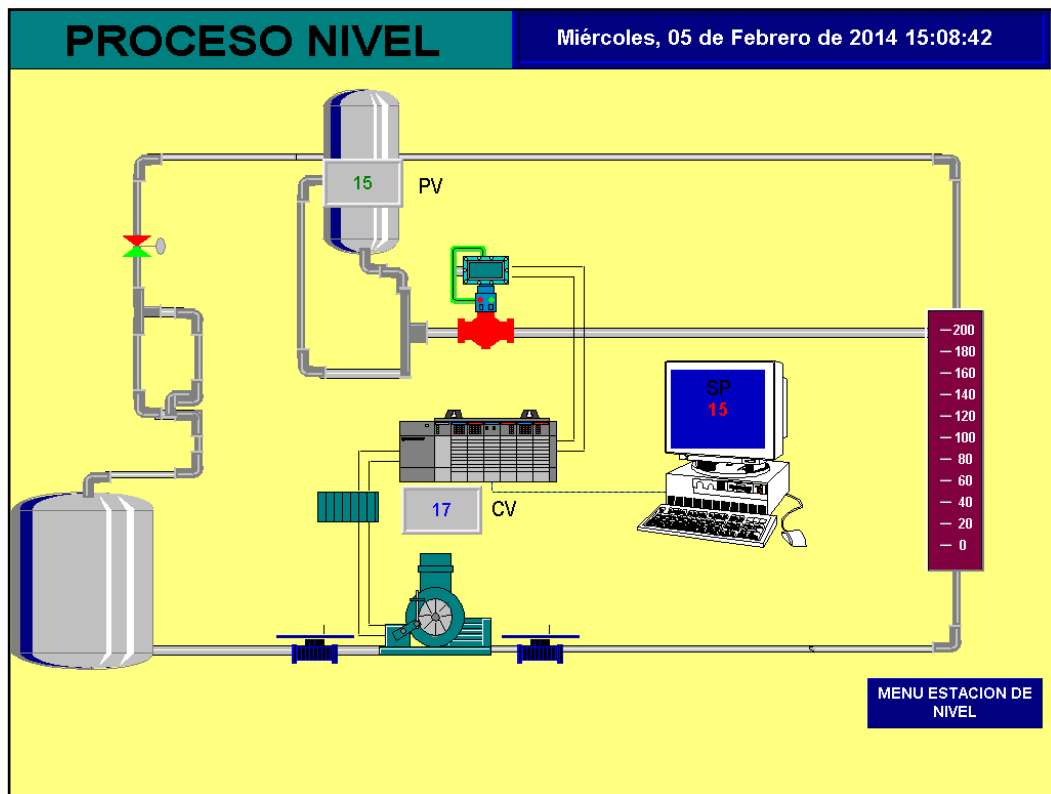 PROCESO NIVEL
Miércoles, 05 de Febrero de 2014 15:08:42
15
PV
SP
15
200
180
160
140
120
100
80
60
40
20
0
17
CV
MENU ESTACION DE
NIVEL